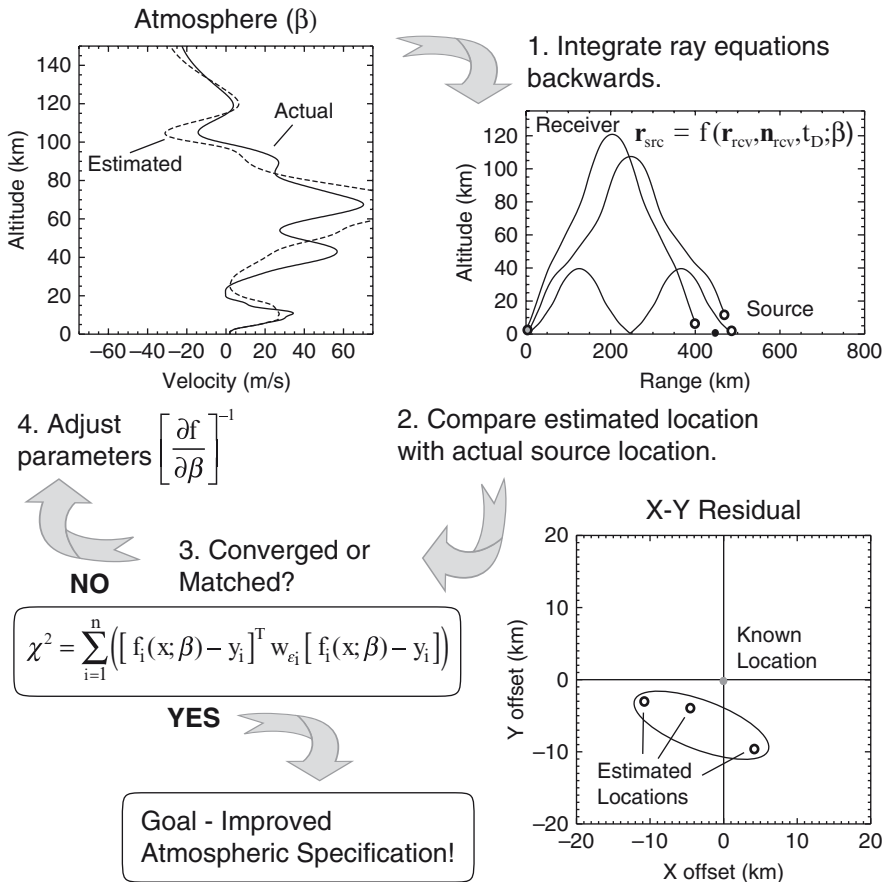 Atmosphere (β)
140
120
100
80
60
40
20
0
Altitude (km)
Actual
Estimated
−60 −40 −20 0 20 40 60
Velocity (m/s)
1. Integrate ray equations
backwards.
Receiver
r_src = f (r_rcv,n_rcv,t_D;β)
120
100
80
60
40
20
0
Altitude (km)
Source
0 200 400 600 800
Range (km)
4. Adjust
parameters [∂f/∂β]^−1
2. Compare estimated location
with actual source location.
3. Converged or
Matched?
NO
χ² = ∑_{i=1}^{n} ([ f_i(x; β) − y_i]^T w_{ε_i} [ f_i(x; β) − y_i])
YES
Goal - Improved
Atmospheric Specification!
X-Y Residual
20
10
0
−10
−20
Y offset (km)
Known
Location
Estimated
Locations
−20 −10 0 10 20
X offset (km)